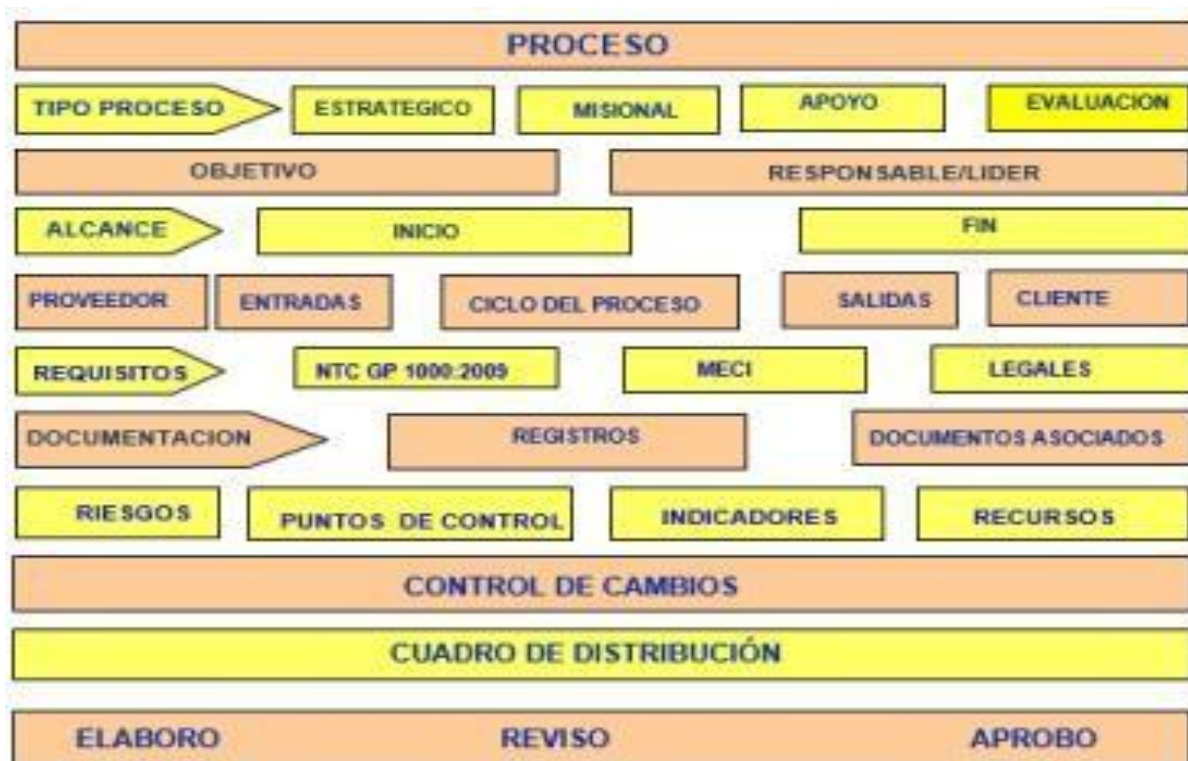 PROCESO
TIPO PROCESO ESTRATEGICO MISIONAL APOYO EVALUACION
OBJETIVO RESPONSABLE/LIDER
ALCANCE INICIO FIN
PROVEEDOR ENTRADAS CICLO DEL PROCESO SALIDAS CLIENTE
REQUISITOS NTC GP 1000:2009 MECI LEGALES
DOCUMENTACION REGISTROS DOCUMENTOS ASOCIADOS
RIESGOS PUNTOS DE CONTROL INDICADORES RECURSOS
CONTROL DE CAMBIOS
CUADRO DE DISTRIBUCIÓN
ELABORO REVISO APROBO